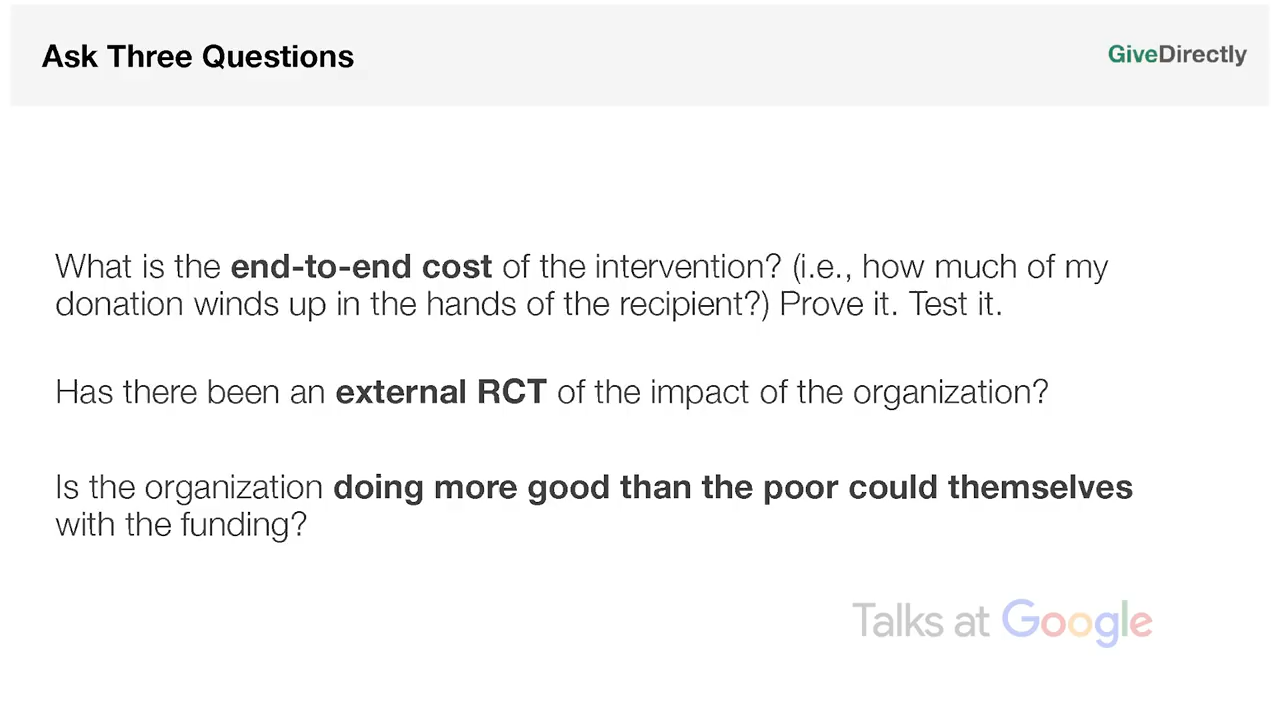 Ask Three Questions
GiveDirectly
What is the end-to-end cost of the intervention? (i.e., how much of my
donation winds up in the hands of the recipient?) Prove it. Test it.
Has there been an external RCT of the impact of the organization?
Is the organization doing more good than the poor could themselves
with the funding?
Talks at Google